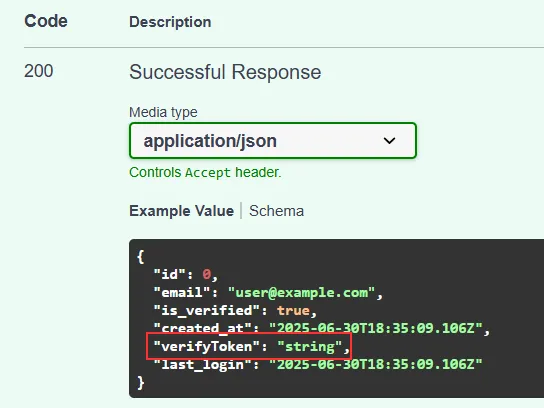 Code Description
200 Successful Response
Media type
application/json
Controls Accept header.
Example Value Schema
{
"id": 0,
"email": "user@example.com",
"is_verified": true,
"created_at": "2025-06-30T18:35:09.106Z",
"verifyToken": "string",
"last_login": "2025-06-30T18:35:09.106Z"
}